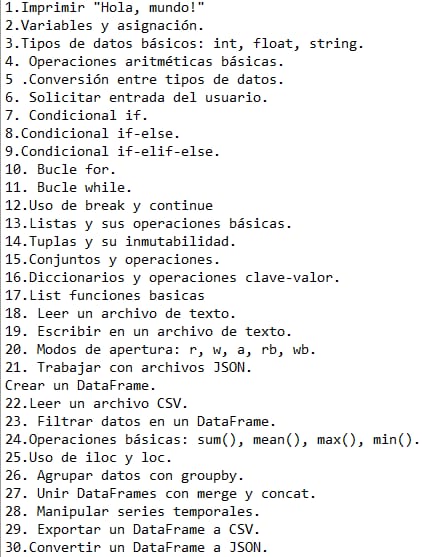 1.Imprimir "Hola, mundo!"
2.Variables y asignación.
3.Tipos de datos básicos: int, float, string.
4. Operaciones aritméticas básicas.
5 .Conversión entre tipos de datos.
6. Solicitar entrada del usuario.
7. Condicional if.
8.Condicional if-else.
9.Condicional if-elif-else.
10. Bucle for.
11. Bucle while.
12.Uso de break y continue
13.Listas y sus operaciones básicas.
14.Tuplas y su inmutabilidad.
15.Conjuntos y operaciones.
16.Diccionarios y operaciones clave-valor.
17.List funciones basicas
18. Leer un archivo de texto.
19. Escribir en un archivo de texto.
20. Modos de apertura: r, w, a, rb, wb.
21. Trabajar con archivos JSON.
Crear un DataFrame.
22.Leer un archivo CSV.
23. Filtrar datos en un DataFrame.
24.Operaciones básicas: sum(), mean(), max(), min().
25.Uso de iloc y loc.
26. Agrupar datos con groupby.
27. Unir DataFrames con merge y concat.
28. Manipular series temporales.
29. Exportar un DataFrame a CSV.
30.Convertir un DataFrame a JSON.